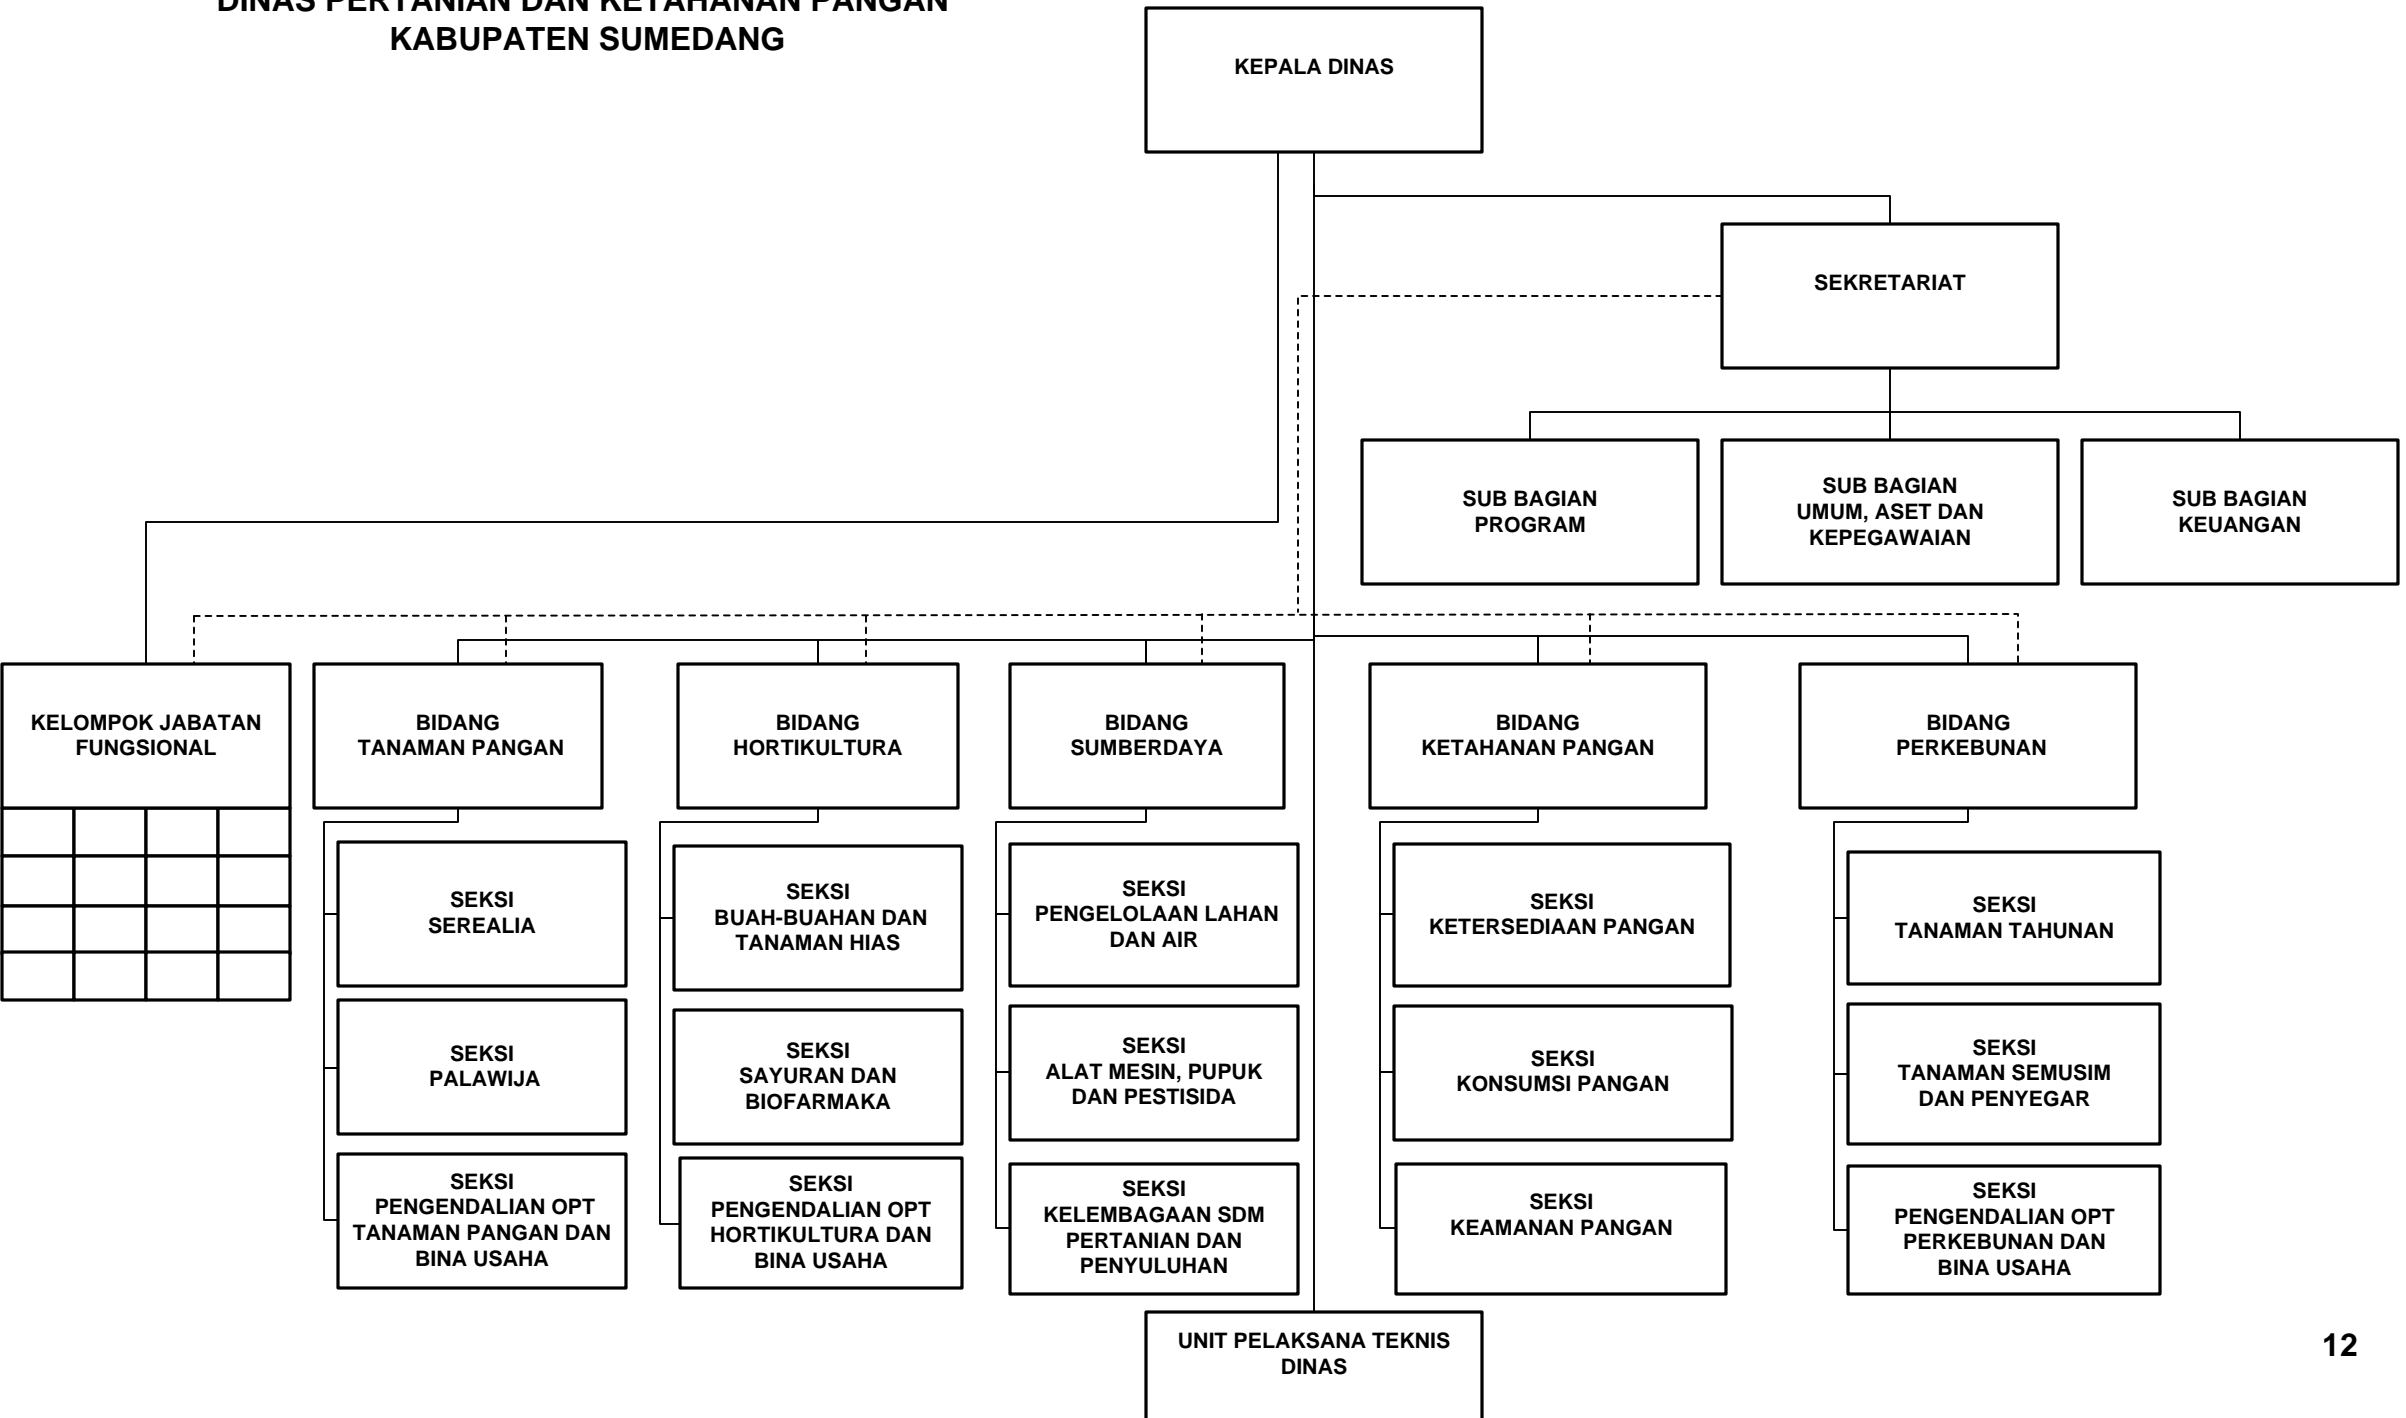 DINAS PERTANIAN DAN KETAHANAN PANGAN
KABUPATEN SUMEDANG
KEPALA DINAS
SEKRETARIAT
SUB BAGIAN
PROGRAM
SUB BAGIAN
UMUM, ASET DAN
KEPEGAWAIAN
SUB BAGIAN
KEUANGAN
KELOMPOK JABATAN
FUNGSIONAL
BIDANG
TANAMAN PANGAN
BIDANG
HORTIKULTURA
BIDANG
SUMBERDAYA
BIDANG
KETAHANAN PANGAN
BIDANG
PERKEBUNAN
SEKSI
SEREALIA
SEKSI
BUAH-BUAHAN DAN
TANAMAN HIAS
SEKSI
PENGELOLAAN LAHAN
DAN AIR
SEKSI
KETERSEDIAAN PANGAN
SEKSI
TANAMAN TAHUNAN
SEKSI
PALAWIJA
SEKSI
SAYURAN DAN
BIOFARMAKA
SEKSI
ALAT MESIN, PUPUK
DAN PESTISIDA
SEKSI
KONSUMSI PANGAN
SEKSI
TANAMAN SEMUSIM
DAN PENYEGAR
SEKSI
PENGENDALIAN OPT
TANAMAN PANGAN DAN
BINA USAHA
SEKSI
PENGENDALIAN OPT
HORTIKULTURA DAN
BINA USAHA
SEKSI
KELEMBAGAAN SDM
PERTANIAN DAN
PENYULUHAN
SEKSI
KEAMANAN PANGAN
SEKSI
PENGENDALIAN OPT
PERKEBUNAN DAN
BINA USAHA
UNIT PELAKSANA TEKNIS
DINAS
12